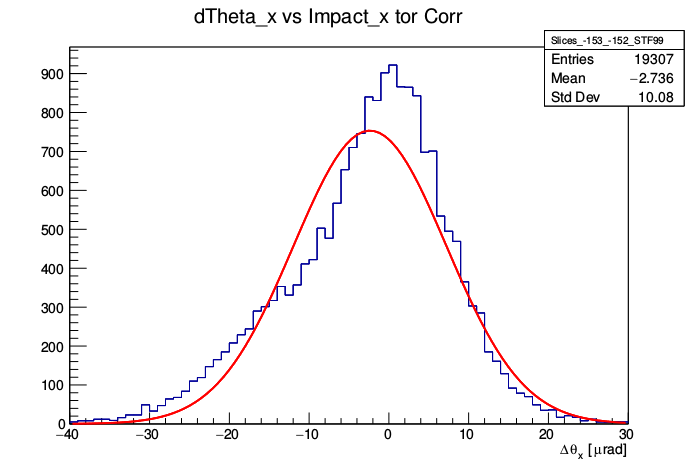 dTheta_x vs Impact_x tor Corr
Slices_-153_-152_STF99
Entries 19307
Mean −2.736
Std Dev 10.08
900
800
700
600
500
400
300
200
100
0
−40 −30 −20 −10 0 10 20 30
Δθx [μrad]